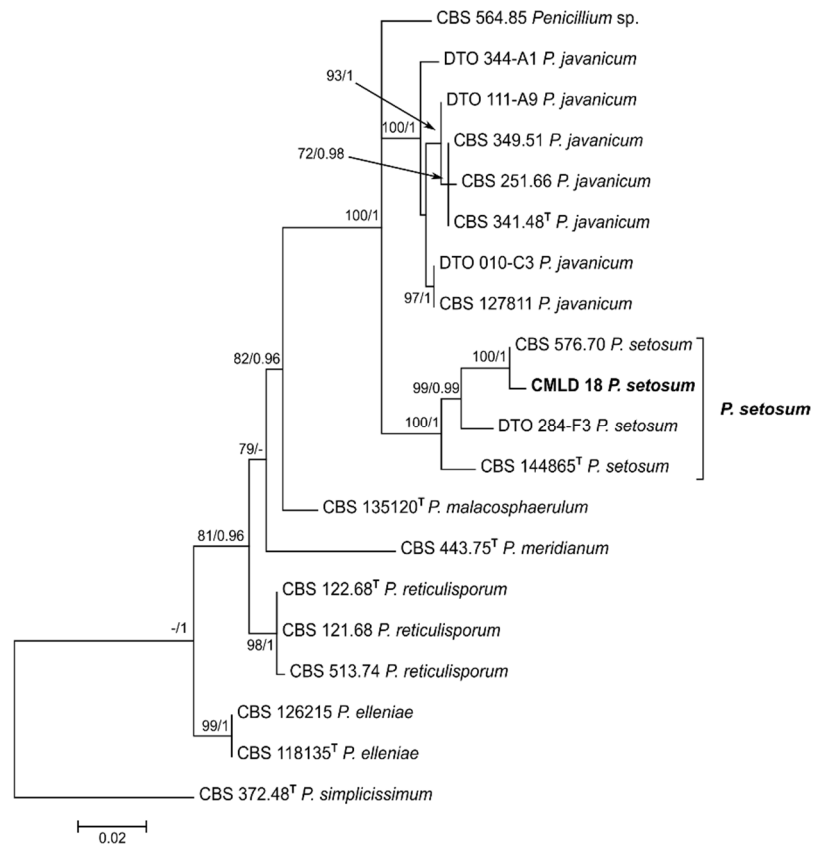 CBS 564.85 Penicillium sp.
DTO 344-A1 P. javanicum
93/1
DTO 111-A9 P. javanicum
100/1
CBS 349.51 P. javanicum
72/0.98
CBS 251.66 P. javanicum
100/1
CBS 341.48T P. javanicum
DTO 010-C3 P. javanicum
97/1
CBS 127811 P. javanicum
CBS 576.70 P. setosum
100/1
82/0.96
99/0.99
CMLD 18 P. setosum
P. setosum
100/1
DTO 284-F3 P. setosum
79/-
CBS 144865T P. setosum
CBS 135120T P. malacosphaerulum
81/0.96
CBS 443.75T P. meridianum
CBS 122.68T P. reticulisporum
-/1
CBS 121.68 P. reticulisporum
98/1
CBS 513.74 P. reticulisporum
CBS 126215 P. elleniae
99/1
CBS 118135T P. elleniae
CBS 372.48T P. simplicissimum
0.02